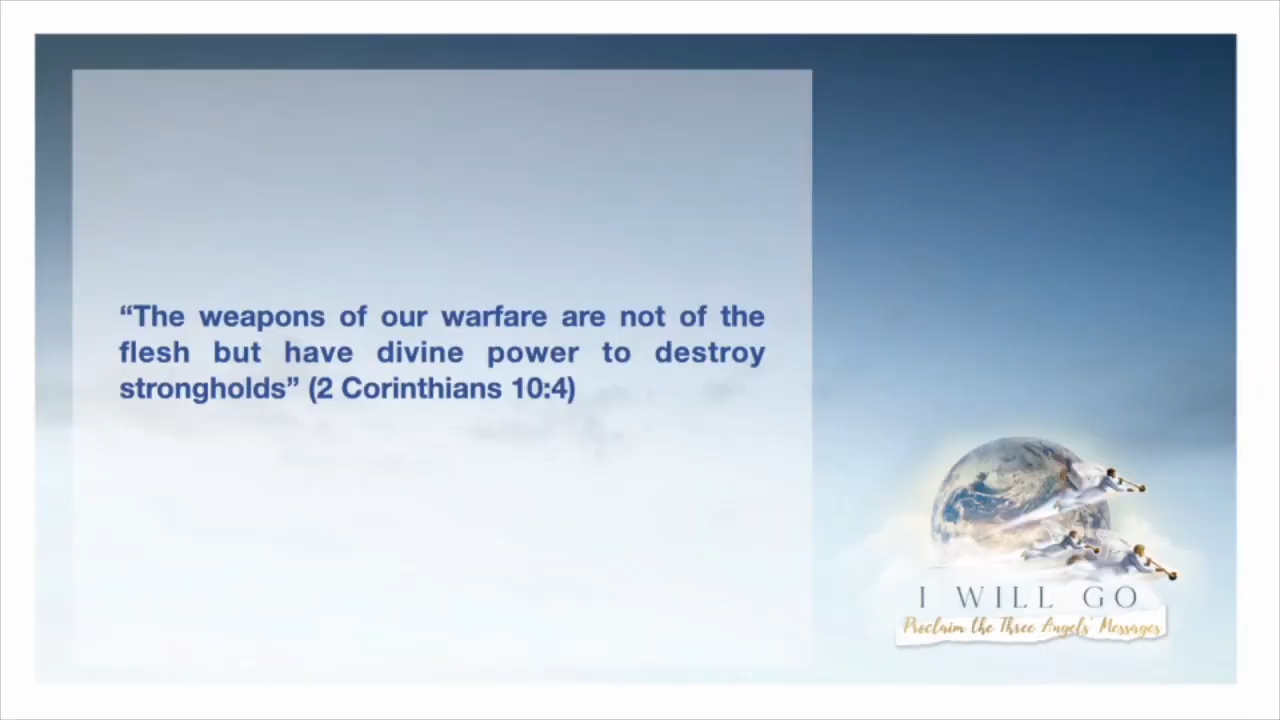 “The weapons of our warfare are not of the
flesh but have divine power to destroy
strongholds” (2 Corinthians 10:4)
I WILL GO
Proclaim the Three Angels’ Messages